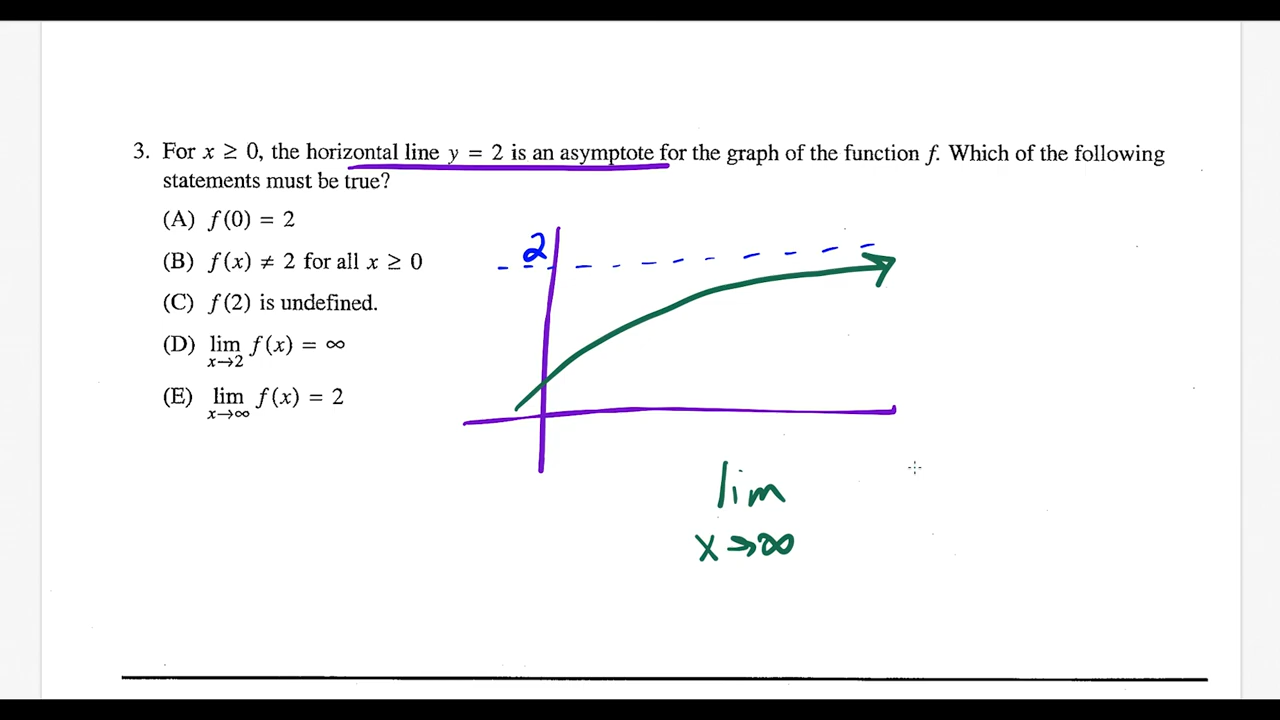 3. For x ≥ 0, the horizontal line y = 2 is an asymptote for the graph of the function f. Which of the following
statements must be true?
(A) f(0) = 2
(B) f(x) ≠ 2 for all x ≥ 0
(C) f(2) is undefined.
(D) lim f(x) = ∞
x→2
(E) lim f(x) = 2
x→∞
2
lim
x→∞